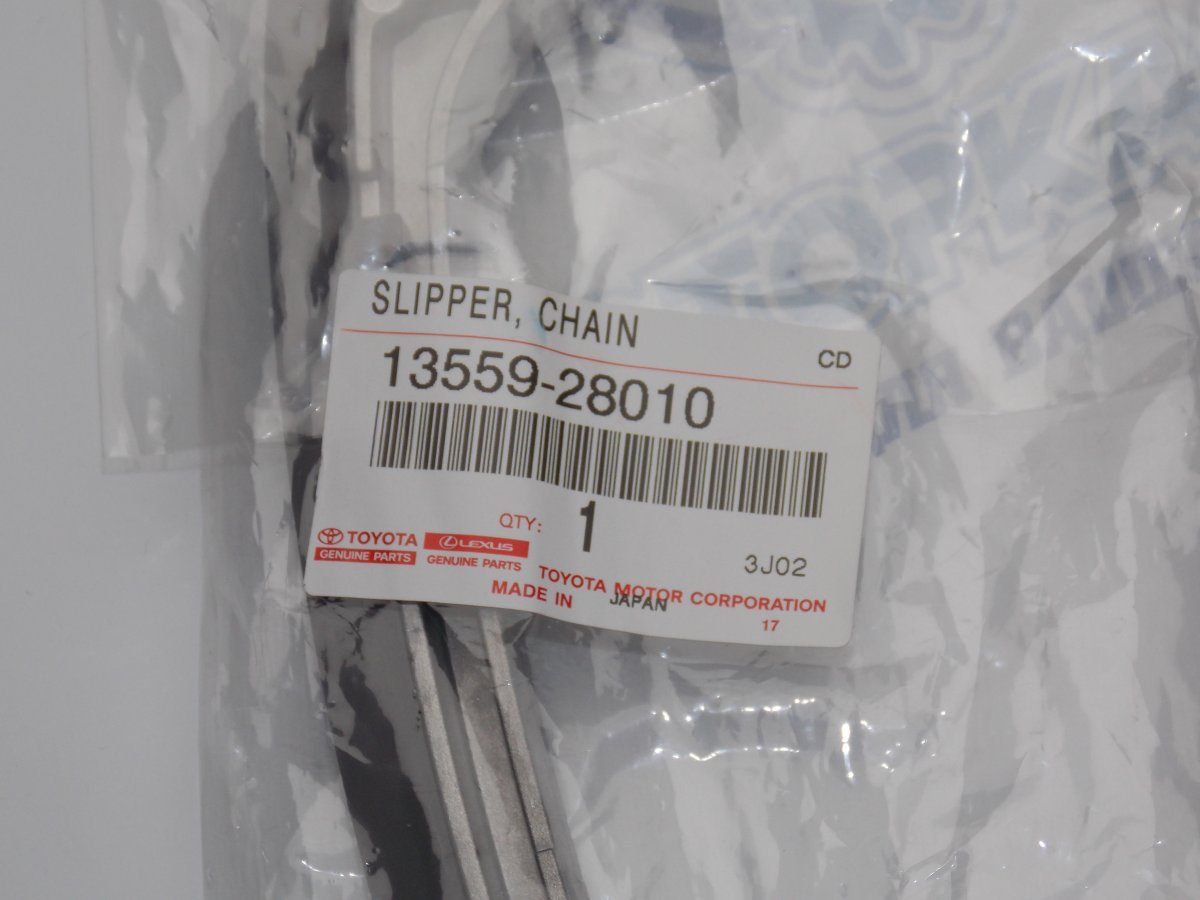 SLIPPER, CHAIN
CD
13559-28010
QTY: 1
TOYOTA
GENUINE PARTS
LEXUS
GENUINE PARTS
3J02
TOYOTA MOTOR CORPORATION
MADE IN JAPAN
17